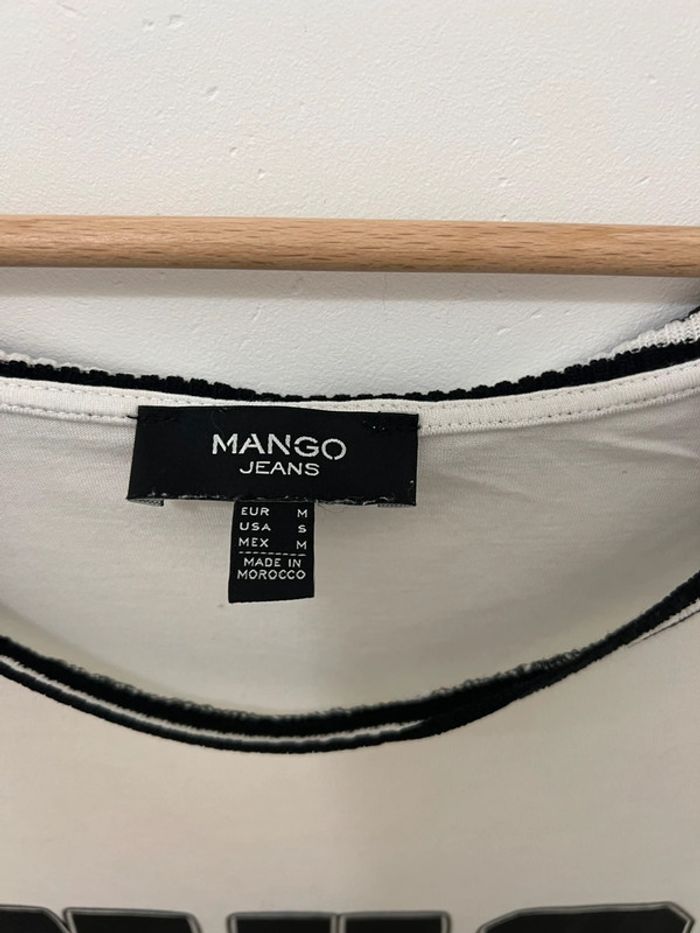 MANGO
JEANS
EUR M
USA S
MEX M
MADE IN
MOROCCO